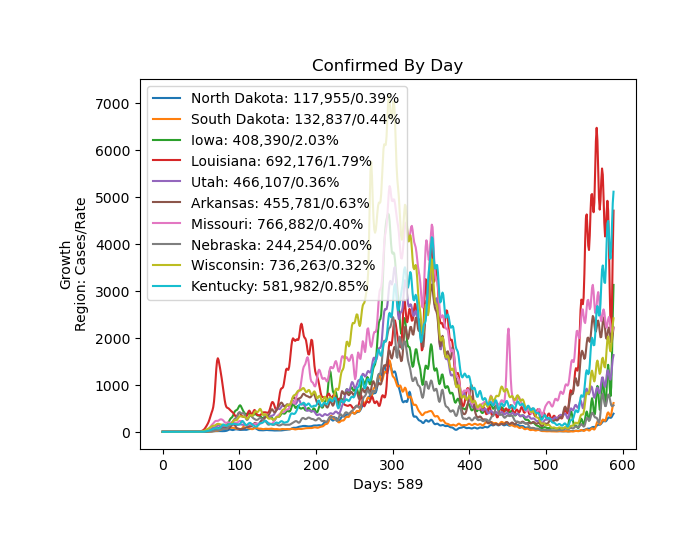 Confirmed By Day
7000
6000
5000
4000
3000
2000
1000
0
Growth
Region: Cases/Rate
North Dakota: 117,955/0.39%
South Dakota: 132,837/0.44%
Iowa: 408,390/2.03%
Louisiana: 692,176/1.79%
Utah: 466,107/0.36%
Arkansas: 455,781/0.63%
Missouri: 766,882/0.40%
Nebraska: 244,254/0.00%
Wisconsin: 736,263/0.32%
Kentucky: 581,982/0.85%
0 100 200 300 400 500 600
Days: 589